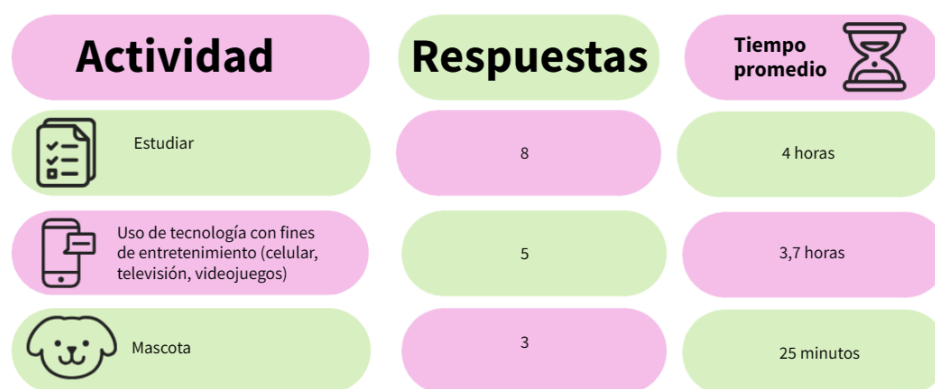 Actividad
Respuestas
Tiempo
promedio
Estudiar
8
4 horas
Uso de tecnología con fines
de entretenimiento (celular,
televisión, videojuegos)
5
3,7 horas
Mascota
3
25 minutos